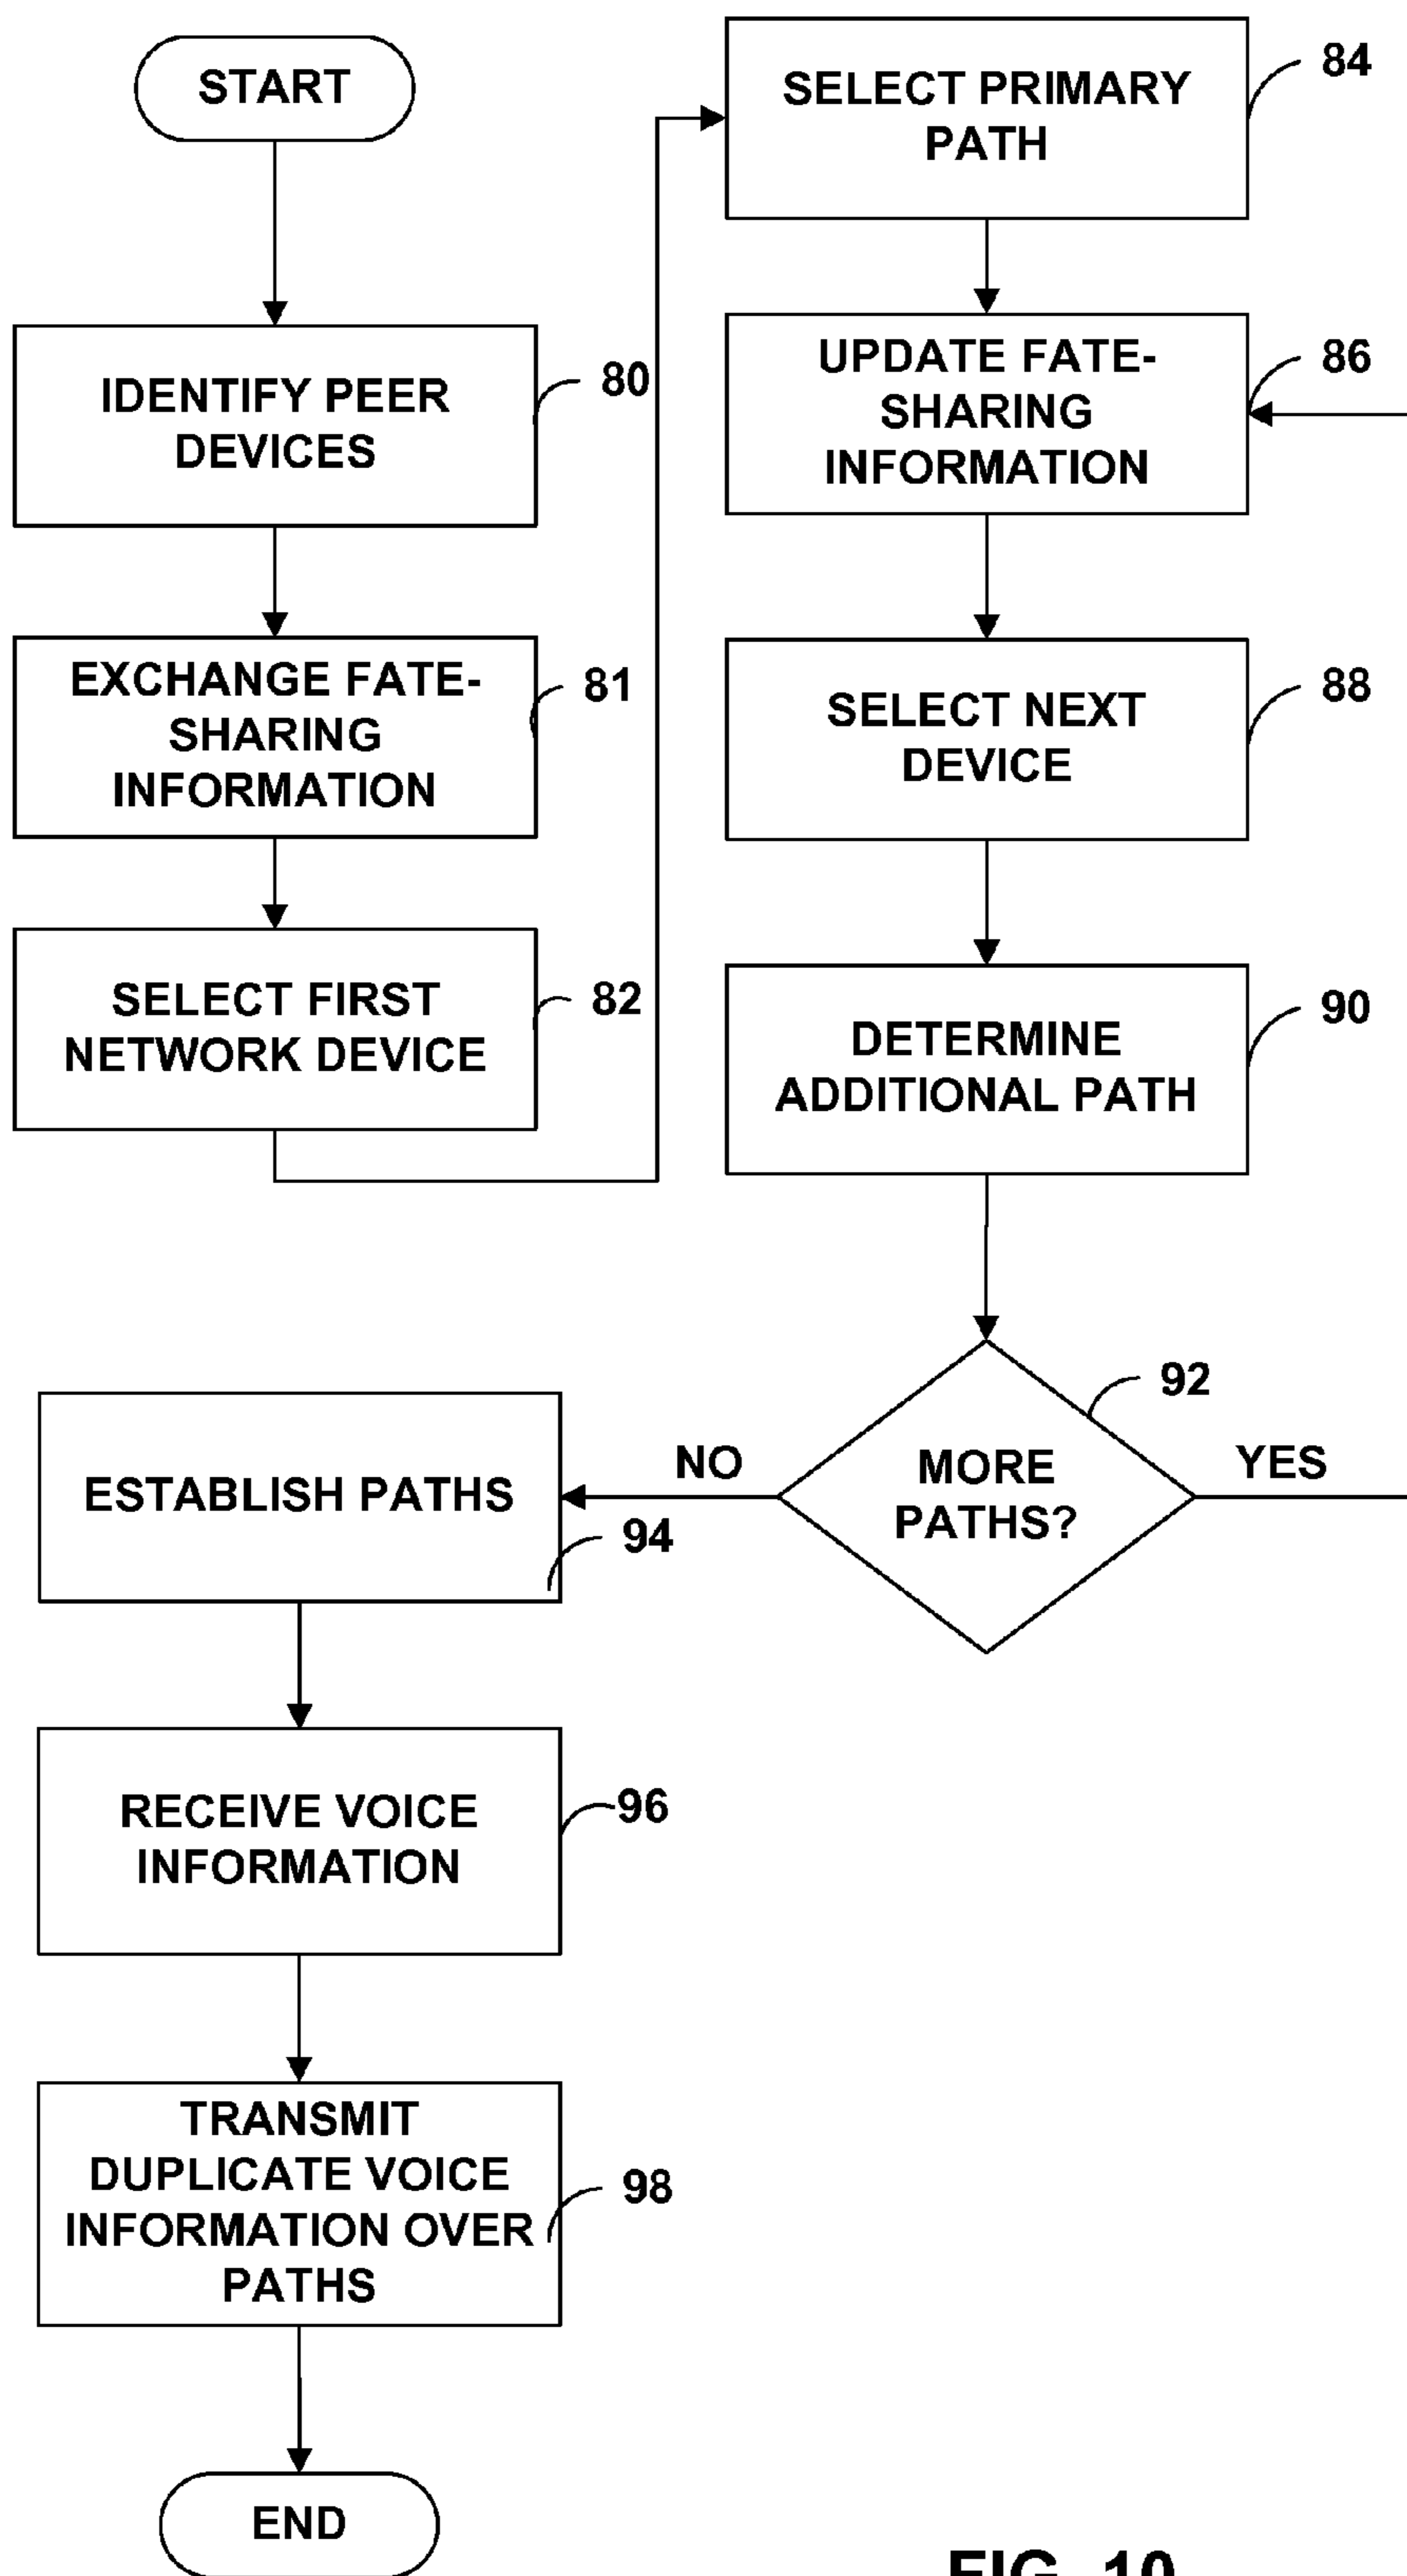 START
IDENTIFY PEER
DEVICES
80
EXCHANGE FATE-
SHARING
INFORMATION
81
SELECT FIRST
NETWORK DEVICE
82
SELECT PRIMARY
PATH
84
UPDATE FATE-
SHARING
INFORMATION
86
SELECT NEXT
DEVICE
88
DETERMINE
ADDITIONAL PATH
90
MORE
PATHS?
92
YES
NO
ESTABLISH PATHS
94
RECEIVE VOICE
INFORMATION
96
TRANSMIT
DUPLICATE VOICE
INFORMATION OVER
PATHS
98
END
FIG. 10